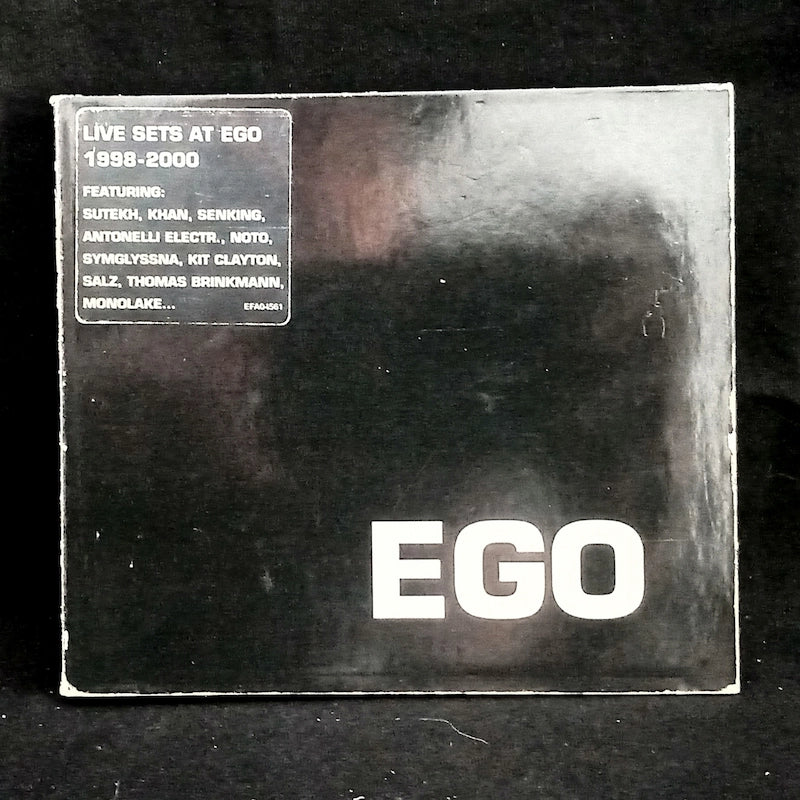 LIVE SETS AT EGO
1998-2000
FEATURING:
SUTEKH, KHAN, SENKING,
ANTONELLI ELECTR., NOTO,
SYMGLYSSNA, KIT CLAYTON,
SALZ, THOMAS BRINKMANN,
MONOLAKE... EFA04561
EGO